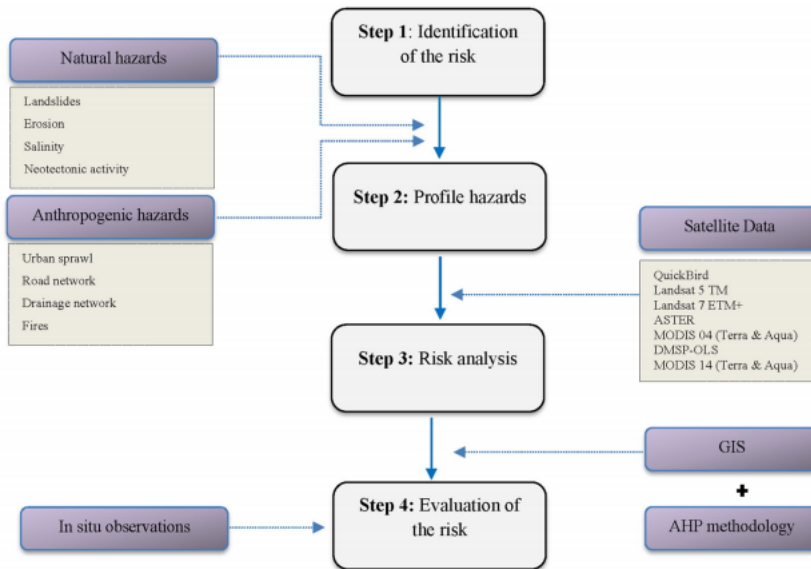 Step 1: Identification
of the risk
Natural hazards
Landslides
Erosion
Salinity
Neotectonic activity
Step 2: Profile hazards
Anthropogenic hazards
Urban sprawl
Road network
Drainage network
Fires
Satellite Data
QuickBird
Landsat 5 TM
Landsat 7 ETM+
ASTER
MODIS 04 (Terra & Aqua)
DMSP-OLS
MODIS 14 (Terra & Aqua)
Step 3: Risk analysis
GIS
+
AHP methodology
Step 4: Evaluation of
the risk
In situ observations